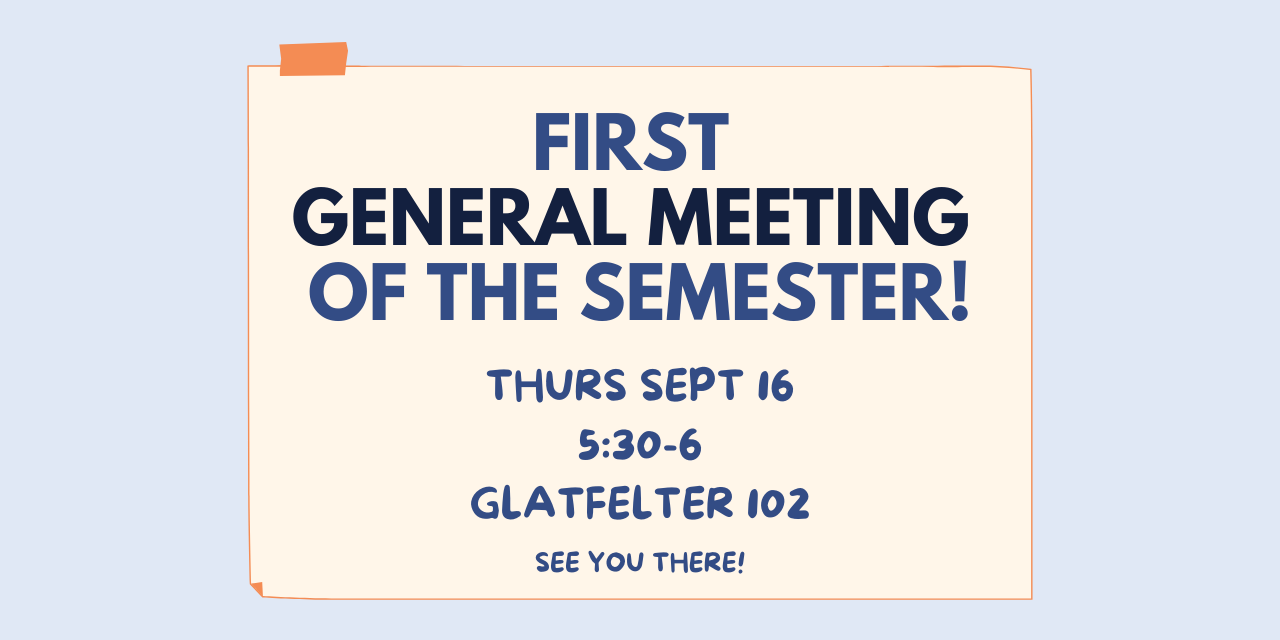 FIRST
GENERAL MEETING
OF THE SEMESTER!
THURS SEPT 16
5:30-6
GLATFELTER 102
SEE YOU THERE!